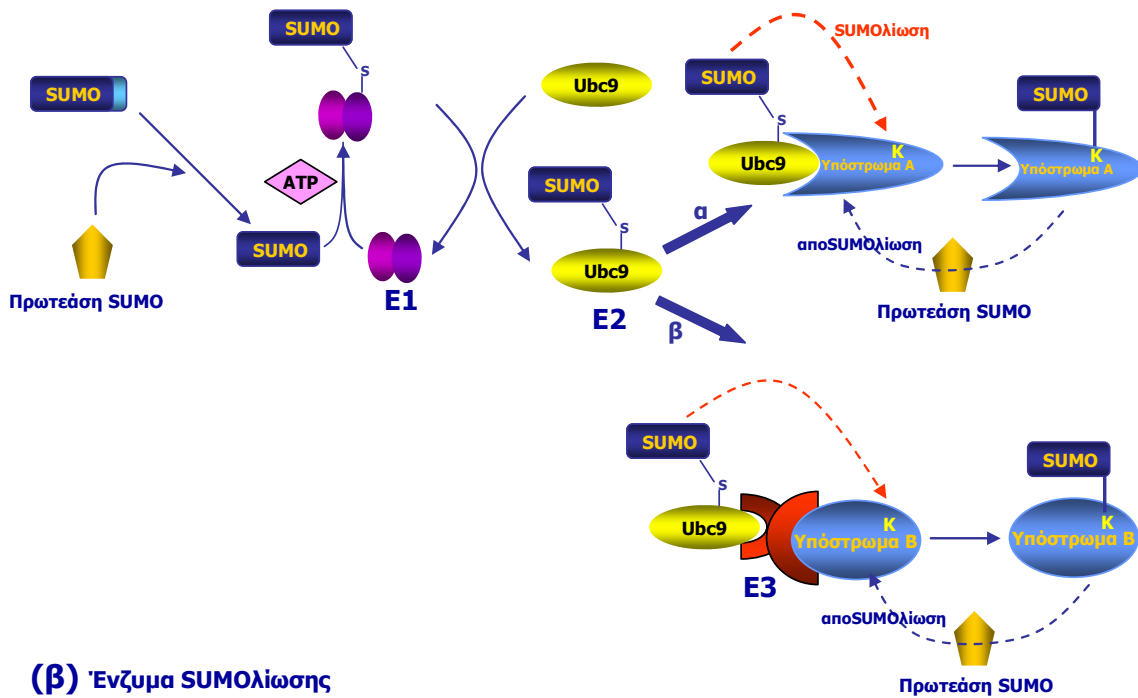 SUMO
S
SUMO
ATP
SUMO
Πρωτεάση SUMO
E1
Ubc9
SUMO
S
Ubc9
E2
α
β
SUMOλίωση
SUMO
S
Ubc9
K
Υπόστρωμα Α
SUMO
K
Υπόστρωμα Α
αποSUMOλίωση
Πρωτεάση SUMO
SUMO
S
Ubc9
E3
K
Υπόστρωμα Β
SUMO
K
Υπόστρωμα Β
αποSUMOλίωση
Πρωτεάση SUMO
(β) Ένζυμα SUMOλίωσης